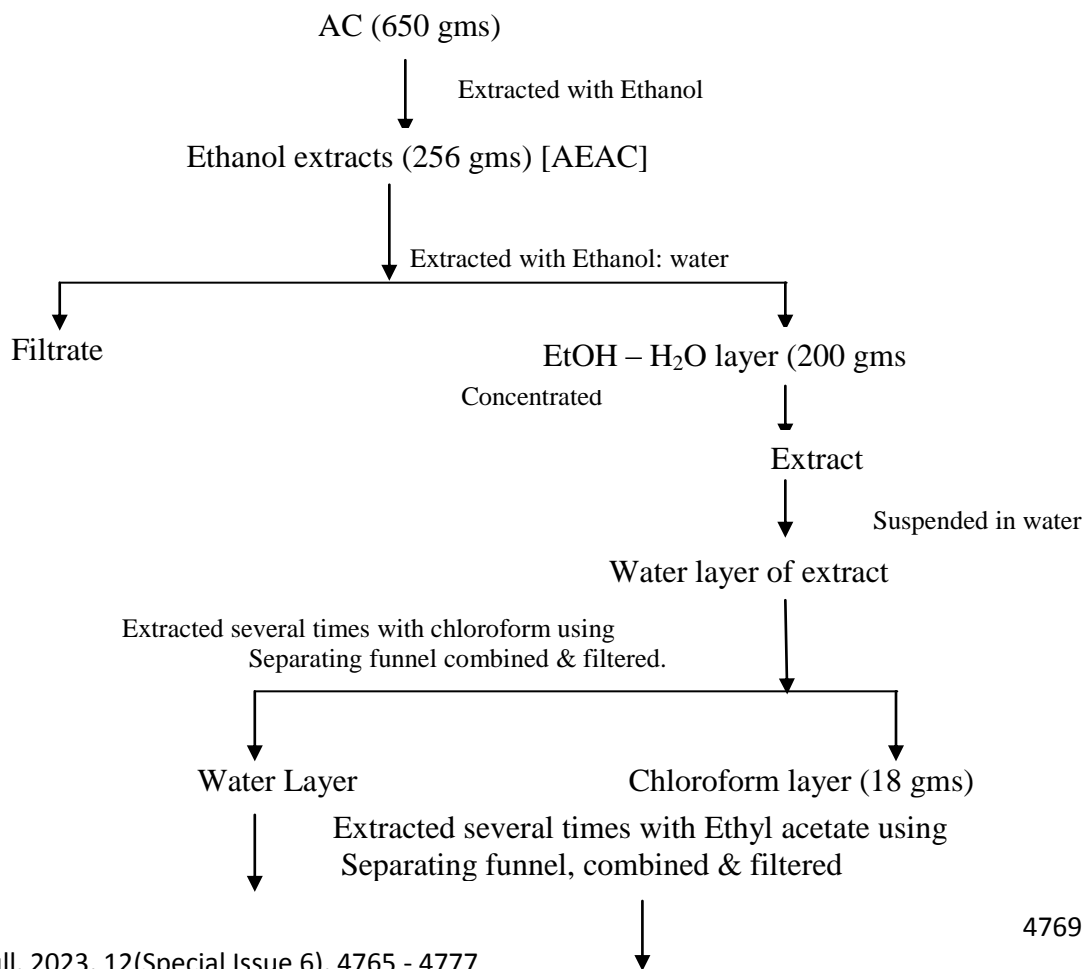 AC (650 gms)
Extracted with Ethanol
Ethanol extracts (256 gms) [AEAC]
Extracted with Ethanol: water
Filtrate
EtOH – H₂O layer (200 gms
Concentrated
Extract
Suspended in water
Water layer of extract
Extracted several times with chloroform using
Separating funnel combined & filtered.
Water Layer
Chloroform layer (18 gms)
Extracted several times with Ethyl acetate using
Separating funnel, combined & filtered
4769
2023, 12(Special Issue 6), 4765 - 4777